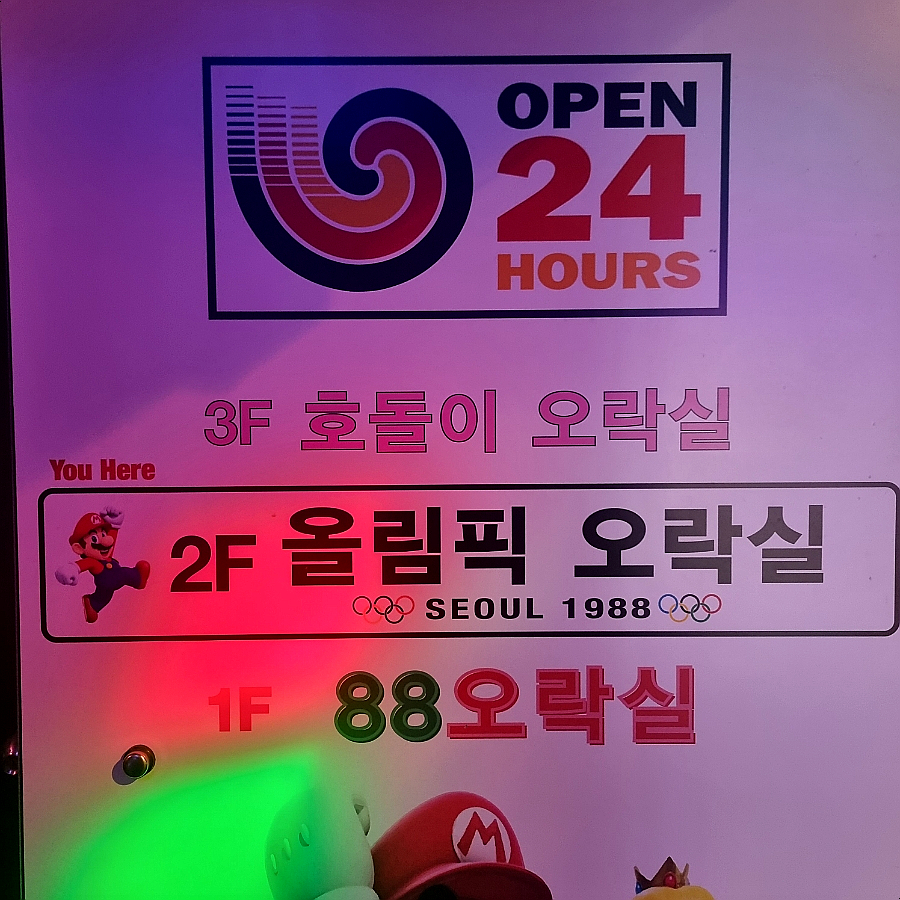 OPEN
24
HOURS
3F 호돌이 오락실
You Here
2F 올림픽 오락실
SEOUL 1988
1F 88오락실
M